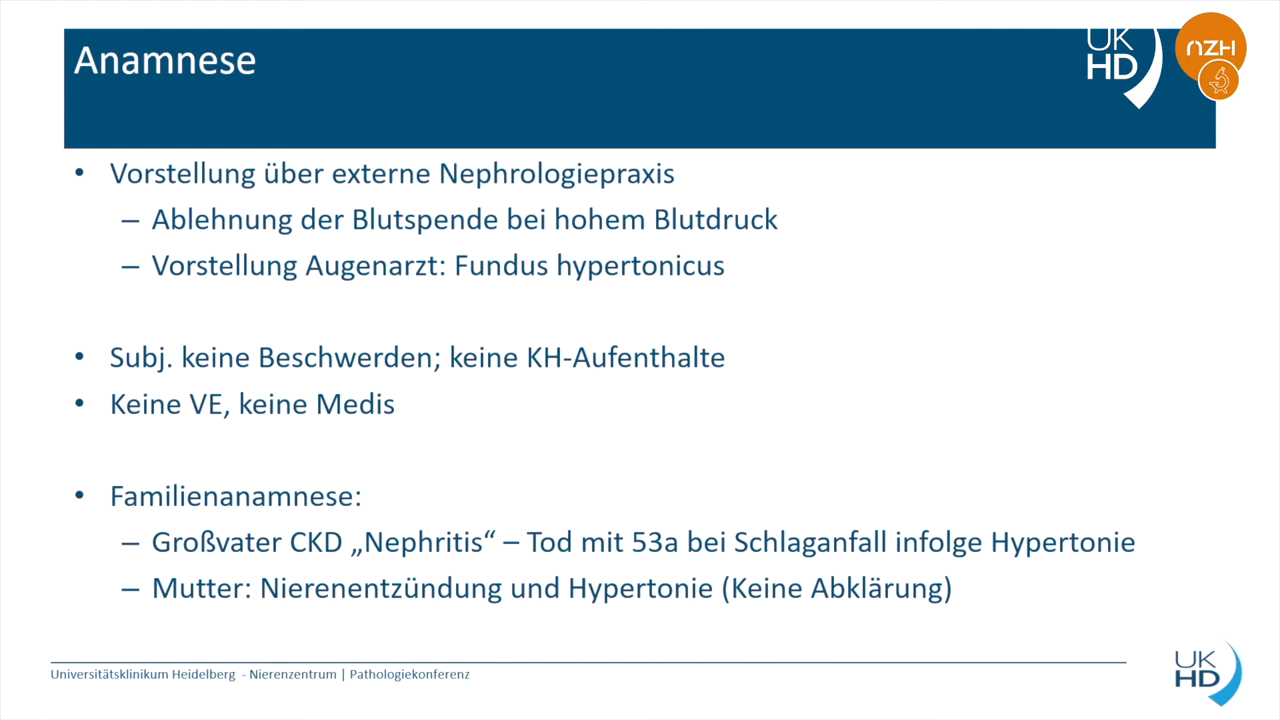 Anamnese
UK
HD
nZH
• Vorstellung über externe Nephrologiepraxis
– Ablehnung der Blutspende bei hohem Blutdruck
– Vorstellung Augenarzt: Fundus hypertonicus
• Subj. keine Beschwerden; keine KH-Aufenthalte
• Keine VE, keine Medis
• Familienanamnese:
– Großvater CKD „Nephritis“ – Tod mit 53a bei Schlaganfall infolge Hypertonie
– Mutter: Nierenentzündung und Hypertonie (Keine Abklärung)
Universitätsklinikum Heidelberg - Nierenzentrum | Pathologiekonferenz
UK
HD